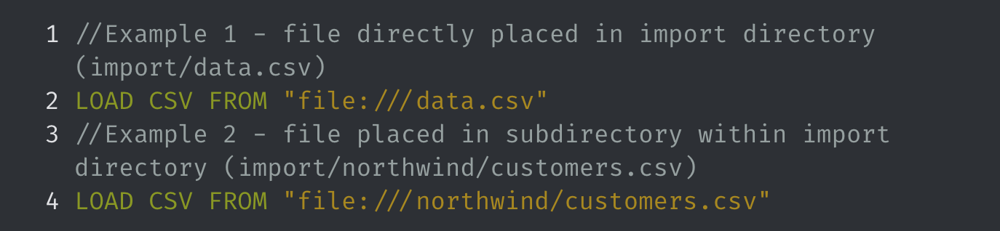 1 //Example 1 - file directly placed in import directory
(import/data.csv)
2 LOAD CSV FROM "file:///data.csv"
3 //Example 2 - file placed in subdirectory within import
directory (import/northwind/customers.csv)
4 LOAD CSV FROM "file:///northwind/customers.csv"